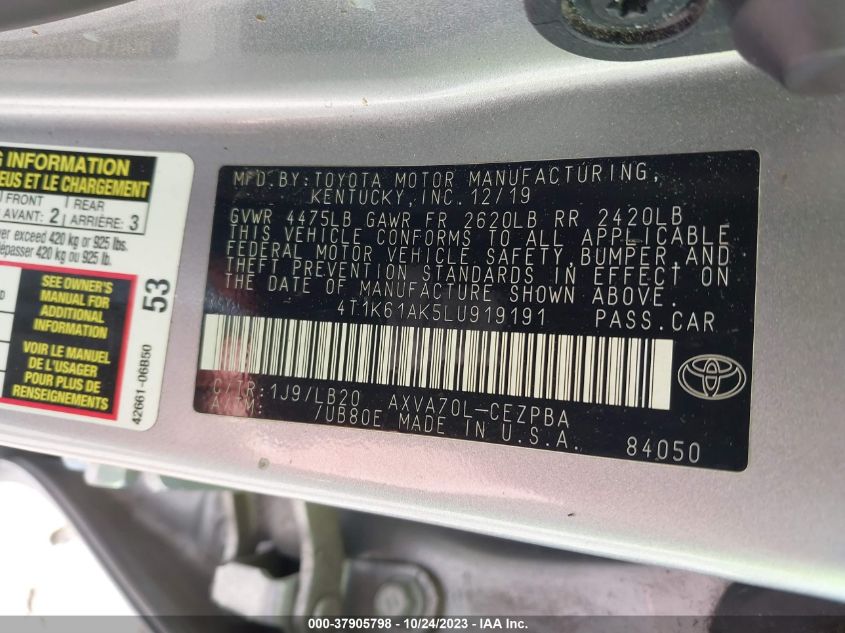 G INFORMATION
EUS ET LE CHARGEMENT
FRONT
AVANT: 2
REAR
ARRIÈRE: 3
exceed 420 kg or 925 lbs.
420 kg ou 925 lb.
SEE OWNER'S
MANUAL FOR
ADDITIONAL
INFORMATION
VOIR LE MANUEL
DE L'USAGER
POUR PLUS DE
RENSEIGNEMENTS
53
42661-06B50
MFD.BY:TOYOTA MOTOR MANUFACTURING,
KENTUCKY, INC. 12/19
GVWR 4475LB GAWR FR 2620LB RR 2420LB
THIS VEHICLE CONFORMS TO ALL APPLICABLE
FEDERAL MOTOR VEHICLE SAFETY,BUMPER,AND
THEFT PREVENTION STANDARDS IN EFFECT ON
THE DATE OF MANUFACTURE SHOWN ABOVE.
4T1K61AK5LU919191 PASS.CAR
C/TR:1J9/LB20 AXVA70L-CEZPBA
A/TM: /UB80E MADE IN U.S.A. 84050
000-37905798 - 10/24/2023 - IAA Inc.